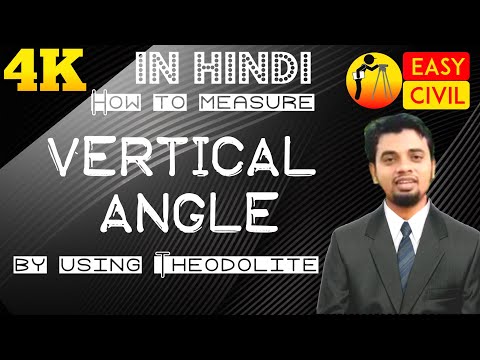 4K
IN HINDI
HOW TO MEASURE
VERTICAL
ANGLE
BY USING THEODOLITE
EASY
CIVIL